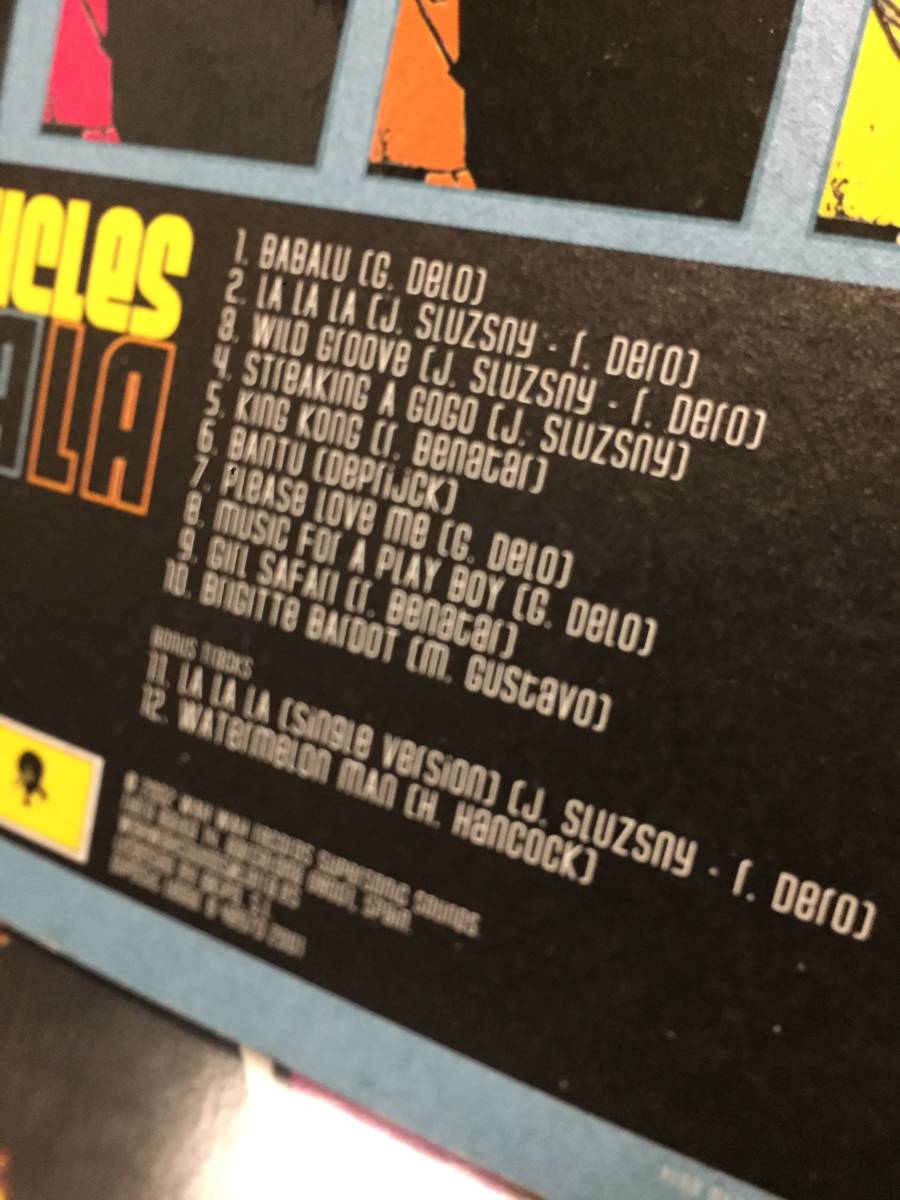 ICLES
LA
1. BABALU (G. Delo)
2. LA LA LA (J. SLUZSNY - r. Dero)
3. WILD GROOVE (J. SLUZSNY - r. Dero)
4. STREAKING A GOGO (J. SLUZSNY)
5. KING KONG (r. Benatar)
6. BANTU (Deprijck)
7. Please Love me (G. Delo)
8. MUSIC FOR A PLAY BOY (G. Delo)
9. GIRL SAFARI (r. Benatar)
10. BRIGITTE BARDOT (M. Gustavo)
BONUS TRACKS
11. LA LA LA (Single version) (J. SLUZSNY - r. Dero)
12. WATERMELON MAN (H. Hancock)
SUPERSONIC SOUNDS